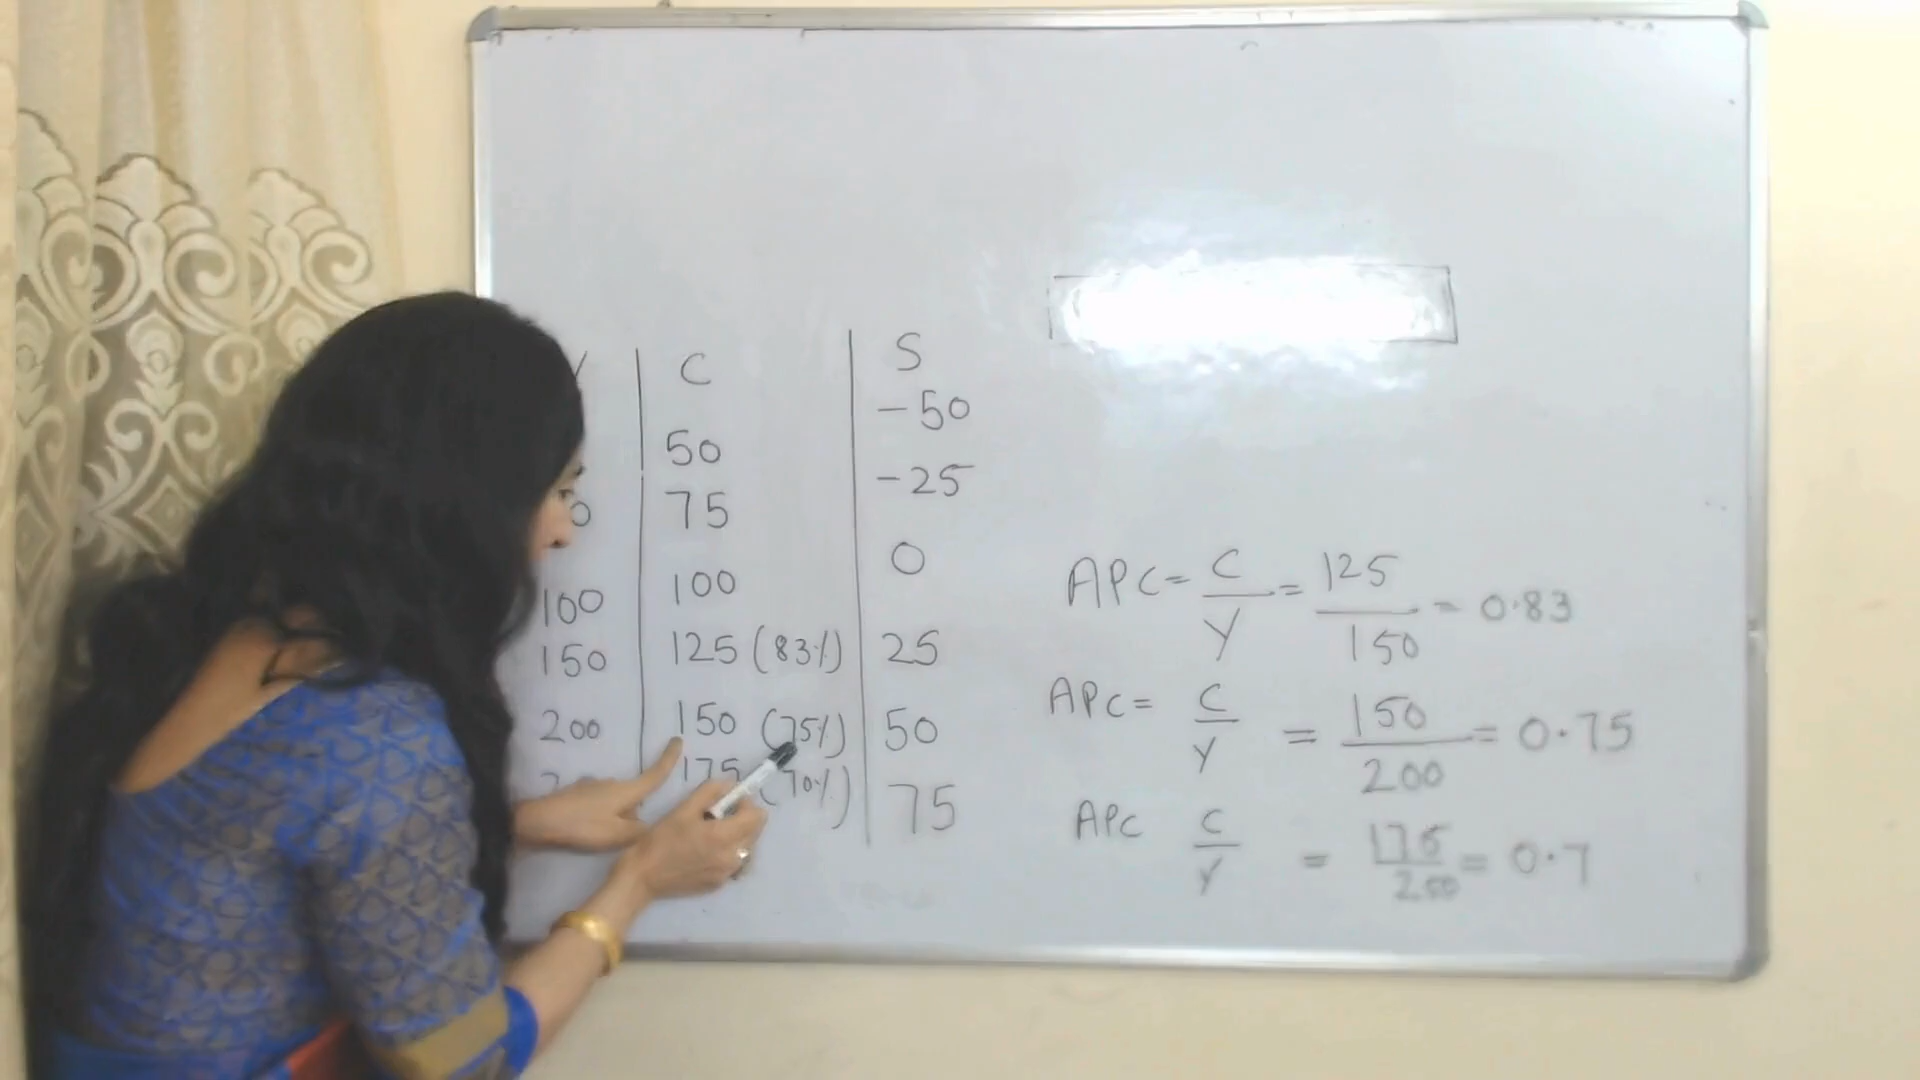 C S
50 -50
75 -25
100 100 0
150 125 (83%) 25
200 150 (75%) 50
175 (70%) 75
APC = C/Y = 125/150 = 0.83
APC = C/Y = 150/200 = 0.75
APC C/Y = 175/250 = 0.7